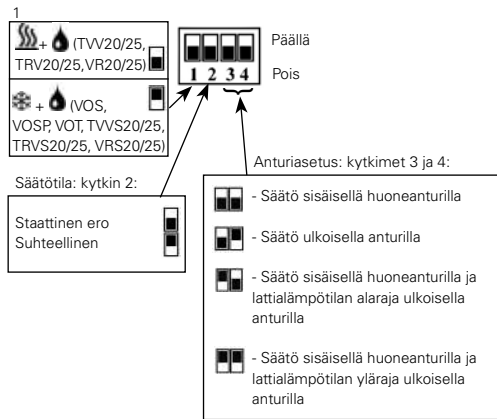 1
+ (TVV20/25,
TRV20/25,VR20/25)
+ (VOS,
VOSP, VOT, TVVS20/25,
TRVS20/25, VRS20/25)
1 2 3 4
Päällä
Pois
Säätötila: kytkin 2:
Staattinen ero
Suhteellinen
Anturiasetus: kytkimet 3 ja 4:
- Säätö sisäisellä huoneanturilla
- Säätö ulkoisella anturilla
- Säätö sisäisellä huoneanturilla ja
lattialämpötilan alaraja ulkoisella
anturilla
- Säätö sisäisellä huoneanturilla ja
lattialämpötilan yläraja ulkoisella
anturilla